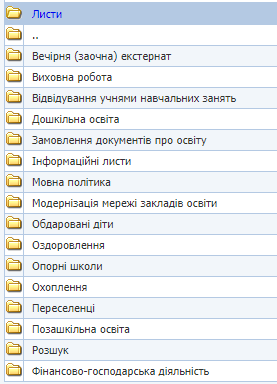 Листи
..
Вечірня (заочна) екстернат
Виховна робота
Відвідування учнями навчальних занять
Дошкільна освіта
Замовлення документів про освіту
Інформаційні листи
Мовна політика
Модернізація мережі закладів освіти
Обдаровані діти
Оздоровлення
Опорні школи
Охоплення
Переселенці
Позашкільна освіта
Розшук
Фінансово-господарська діяльність